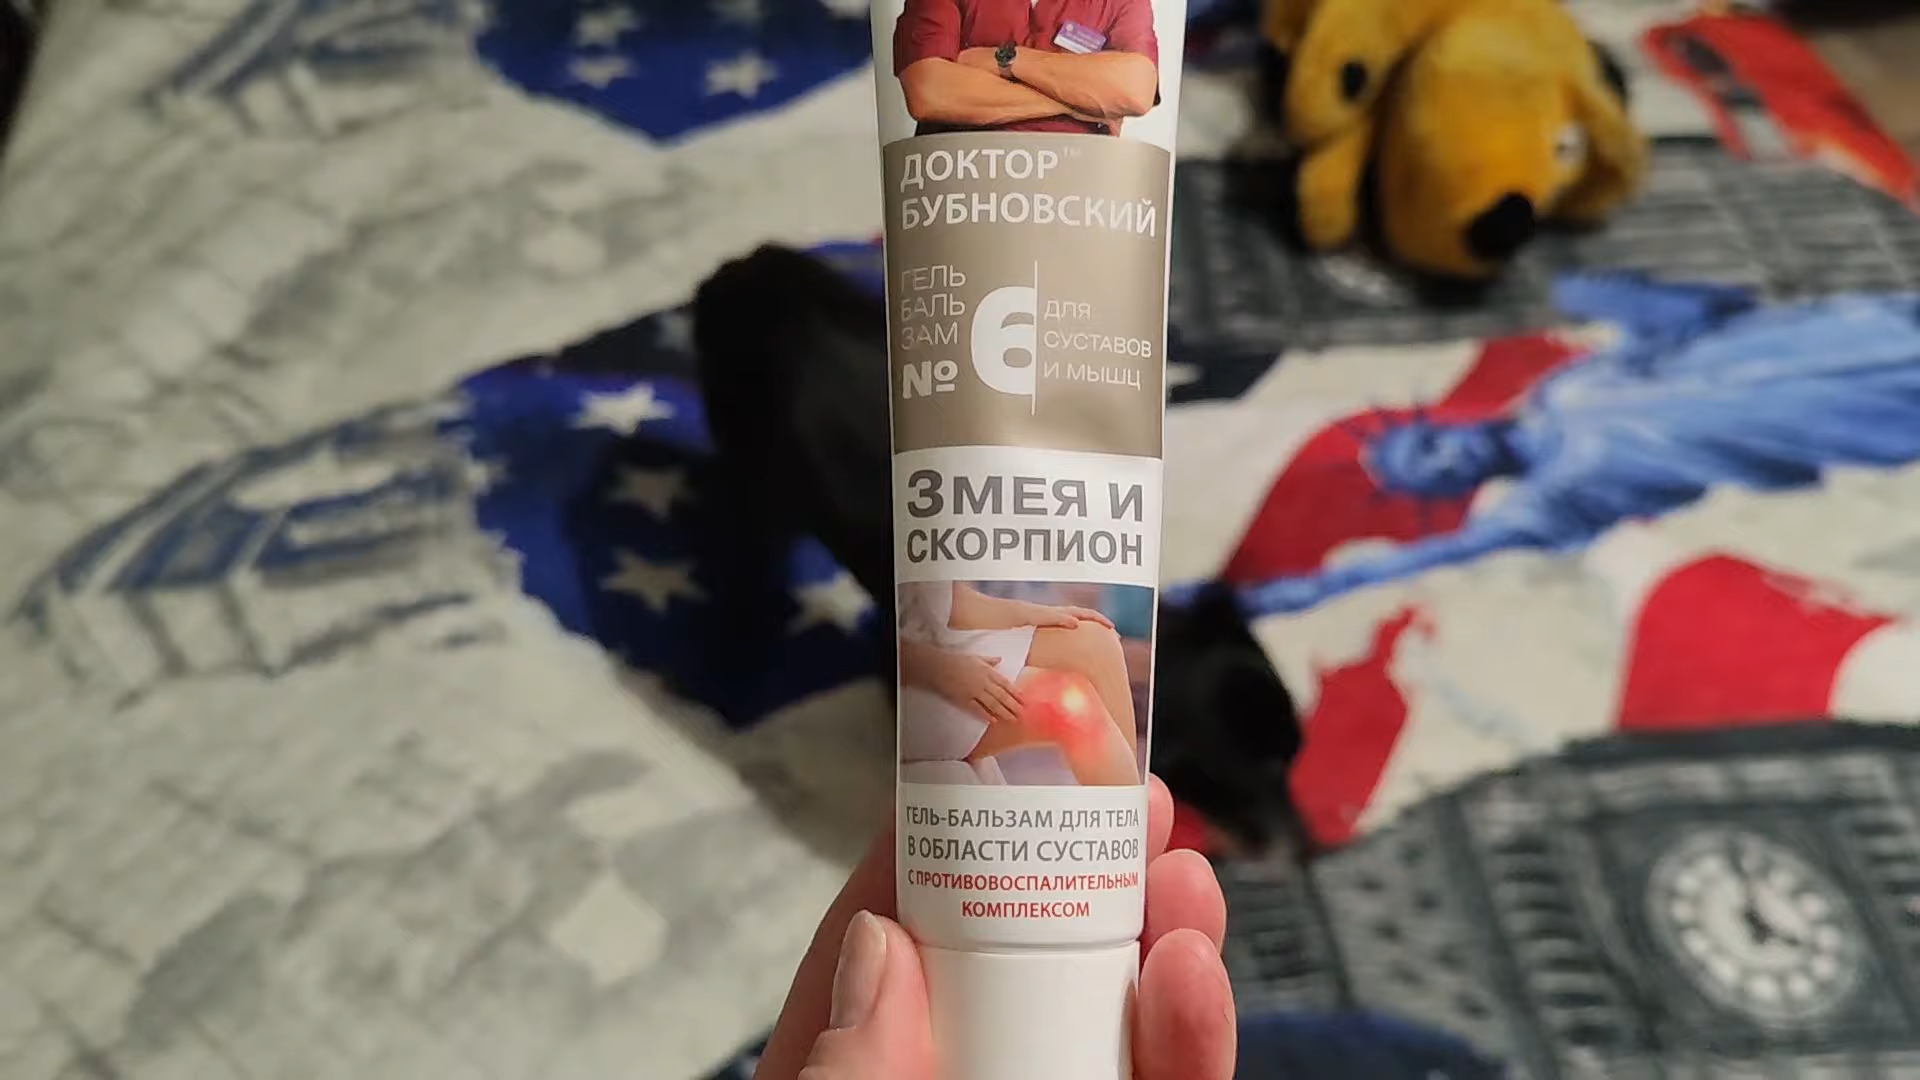 ДОКТОР™
БУБНОВСКИЙ
ГЕЛЬ
БАЛЬ
ЗАМ
№ 6
ДЛЯ
СУСТАВОВ
И МЫШЦ
ЗМЕЯ И
СКОРПИОН
ГЕЛЬ-БАЛЬЗАМ ДЛЯ ТЕЛА
В ОБЛАСТИ СУСТАВОВ
С ПРОТИВОВОСПАЛИТЕЛЬНЫМ
КОМПЛЕКСОМ